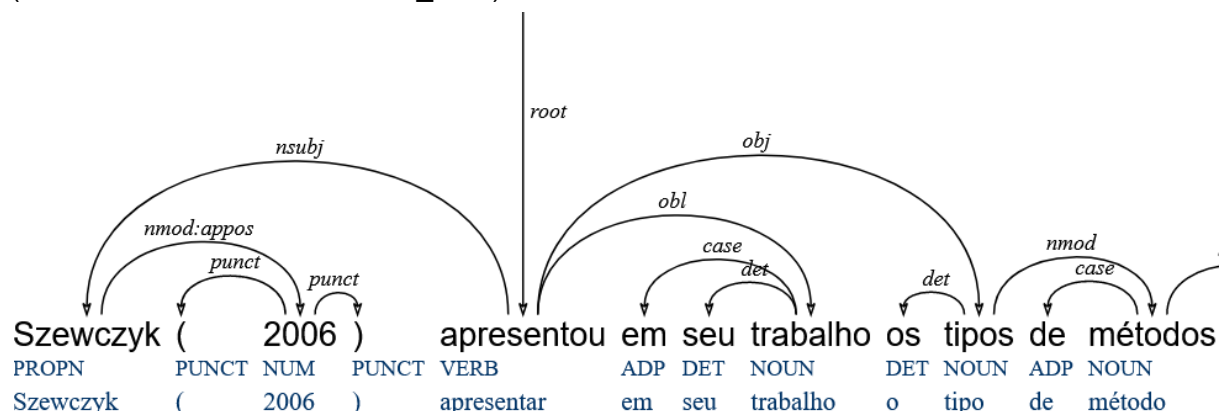 root
nsubj obj
obl
nmod:appos case nmod
punct punct det det case
Szewczyk ( 2006 ) apresentou em seu trabalho os tipos de métodos
PROPN PUNCT NUM PUNCT VERB ADP DET NOUN DET NOUN ADP NOUN
Szewczyk ( 2006 ) apresentar em seu trabalho o tipo de método